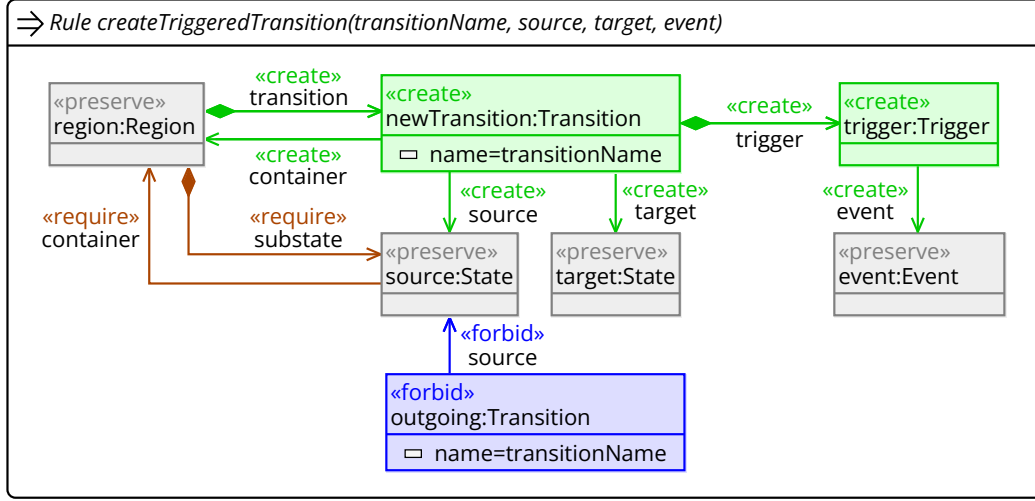 Rule createTriggeredTransition(transitionName, source, target, event)
«preserve»
region:Region
«create»
transition
«create»
container
«create»
newTransition:Transition
name=transitionName
«create»
trigger
«create»
trigger:Trigger
«require»
container
«require»
substate
«create»
source
«create»
target
«create»
event
«preserve»
source:State
«preserve»
target:State
«preserve»
event:Event
«forbid»
source
«forbid»
outgoing:Transition
name=transitionName